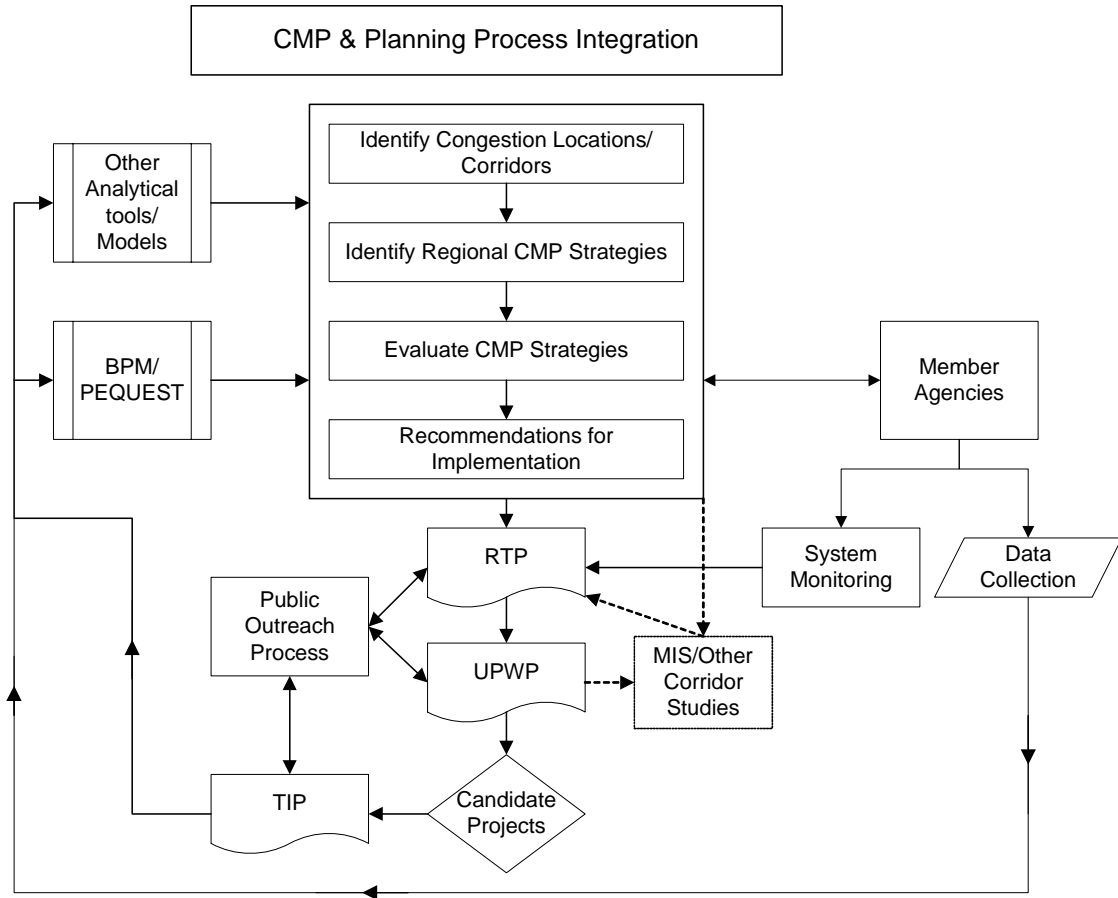 CMP & Planning Process Integration
Identify Congestion Locations/
Corridors
Other
Analytical
tools/
Models
Identify Regional CMP Strategies
BPM/
PEQUEST
Evaluate CMP Strategies
Member
Agencies
Recommendations for
Implementation
RTP
System
Monitoring
Data
Collection
Public
Outreach
Process
UPWP
MIS/Other
Corridor
Studies
TIP
Candidate
Projects